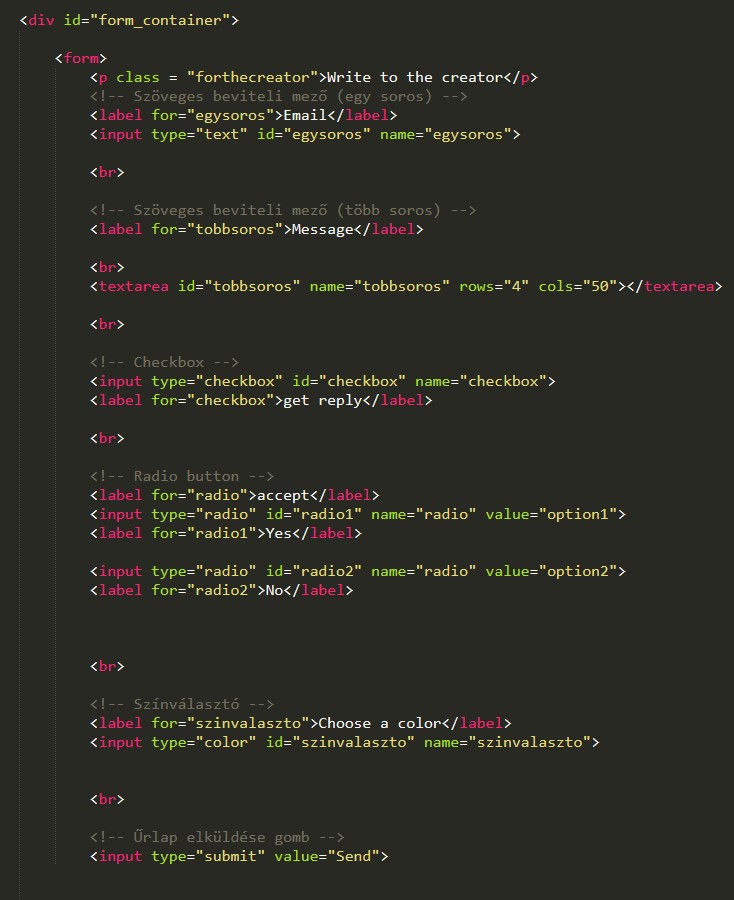 <div id="form_container">
<form>
<p class = "forthecreator">Write to the creator</p>
<!-- Szöveges beviteli mező (egy soros) -->
<label for="egysoros">Email</label>
<input type="text" id="egysoros" name="egysoros">
<br>
<!-- Szöveges beviteli mező (több soros) -->
<label for="tobbsoros">Message</label>
<br>
<textarea id="tobbsoros" name="tobbsoros" rows="4" cols="50"></textarea>
<br>
<!-- Checkbox -->
<input type="checkbox" id="checkbox" name="checkbox">
<label for="checkbox">get reply</label>
<br>
<!-- Radio button -->
<label for="radio">accept</label>
<input type="radio" id="radio1" name="radio" value="option1">
<label for="radio1">Yes</label>
<input type="radio" id="radio2" name="radio" value="option2">
<label for="radio2">No</label>
<br>
<!-- Színválasztó -->
<label for="szinvalaszto">Choose a color</label>
<input type="color" id="szinvalaszto" name="szinvalaszto">
<br>
<!-- Űrlap elküldése gomb -->
<input type="submit" value="Send">